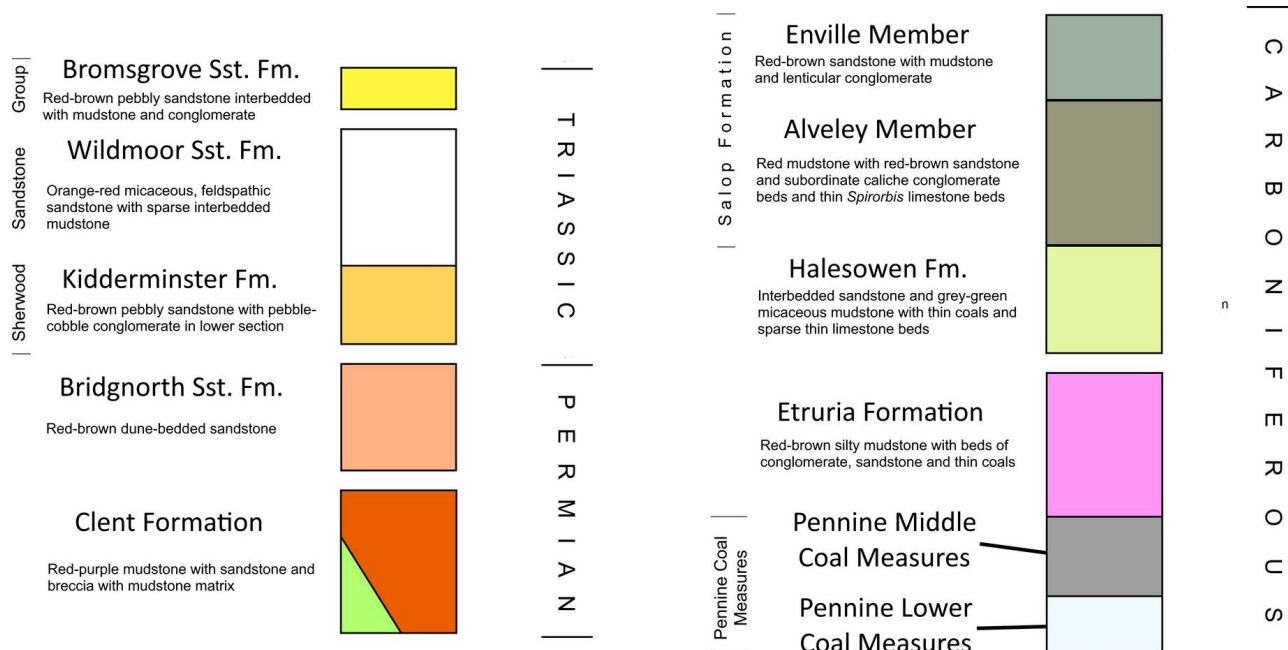 Bromsgrove Sst. Fm.
Red-brown pebbly sandstone interbedded
with mudstone and conglomerate
Wildmoor Sst. Fm.
Orange-red micaceous, feldspathic
sandstone with sparse interbedded
mudstone
Kidderminster Fm.
Red-brown pebbly sandstone with pebble-
cobble conglomerate in lower section
Sherwood Sandstone Group
TRIASSIC
Bridgnorth Sst. Fm.
Red-brown dune-bedded sandstone
Clent Formation
Red-purple mudstone with sandstone and
breccia with mudstone matrix
PERMIAN
Enville Member
Red-brown sandstone with mudstone
and lenticular conglomerate
Alveley Member
Red mudstone with red-brown sandstone
and subordinate caliche conglomerate
beds and thin Spirorbis limestone beds
Salop Formation
Halesowen Fm.
Interbedded sandstone and grey-green
micaceous mudstone with thin coals and
sparse thin limestone beds
n
Etruria Formation
Red-brown silty mudstone with beds of
conglomerate, sandstone and thin coals
Pennine Middle
Coal Measures
Pennine Lower
Coal Measures
Pennine Coal
Measures
CARBONIFEROUS